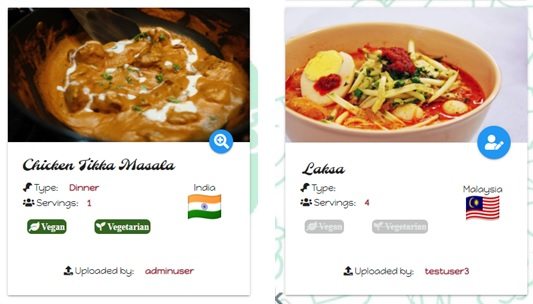 Chicken Tikka Masala
Type: Dinner
Servings: 1
India
Vegan
Vegetarian
Uploaded by: adminuser
Laksa
Type:
Servings: 4
Malaysia
Vegan
Vegetarian
Uploaded by: testuser3